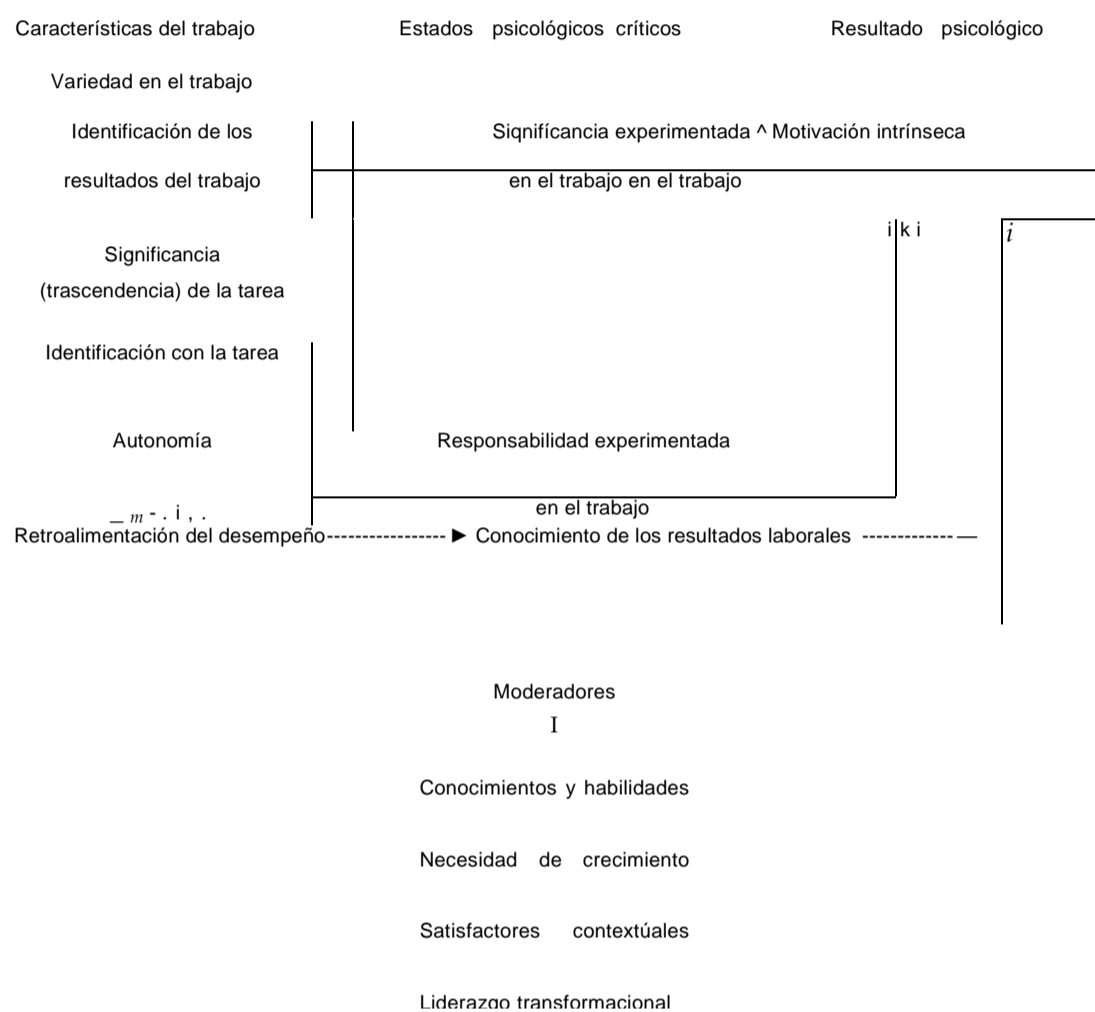 Características del trabajo Estados psicológicos críticos Resultado psicológico
Variedad en el trabajo
Identificación de los Siqnifícancia experimentada ^ Motivación intrínseca
resultados del trabajo en el trabajo en el trabajo
i k i i
Significancia
(trascendencia) de la tarea
Identificación con la tarea
Autonomía Responsabilidad experimentada
_ m - . i , . en el trabajo
Retroalimentación del desempeño----------------- ► Conocimiento de los resultados laborales -------------—
Moderadores
I
Conocimientos y habilidades
Necesidad de crecimiento
Satisfactores contextúales
Liderazgo transformacional